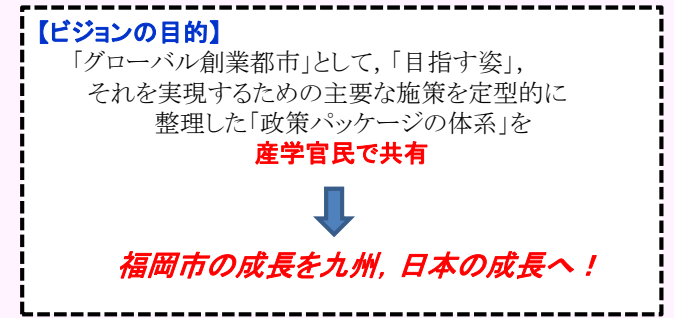 【ビジョンの目的】
「グローバル創業都市」として，「目指す姿」，
それを実現するための主要な施策を定型的に
整理した「政策パッケージの体系」を
産学官民で共有
福岡市の成長を九州，日本の成長へ！